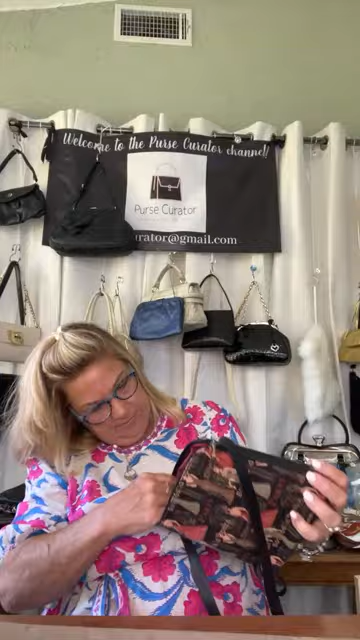 Welcome to the Purse Curator channel!
Purse Curator
urator@gmail.com